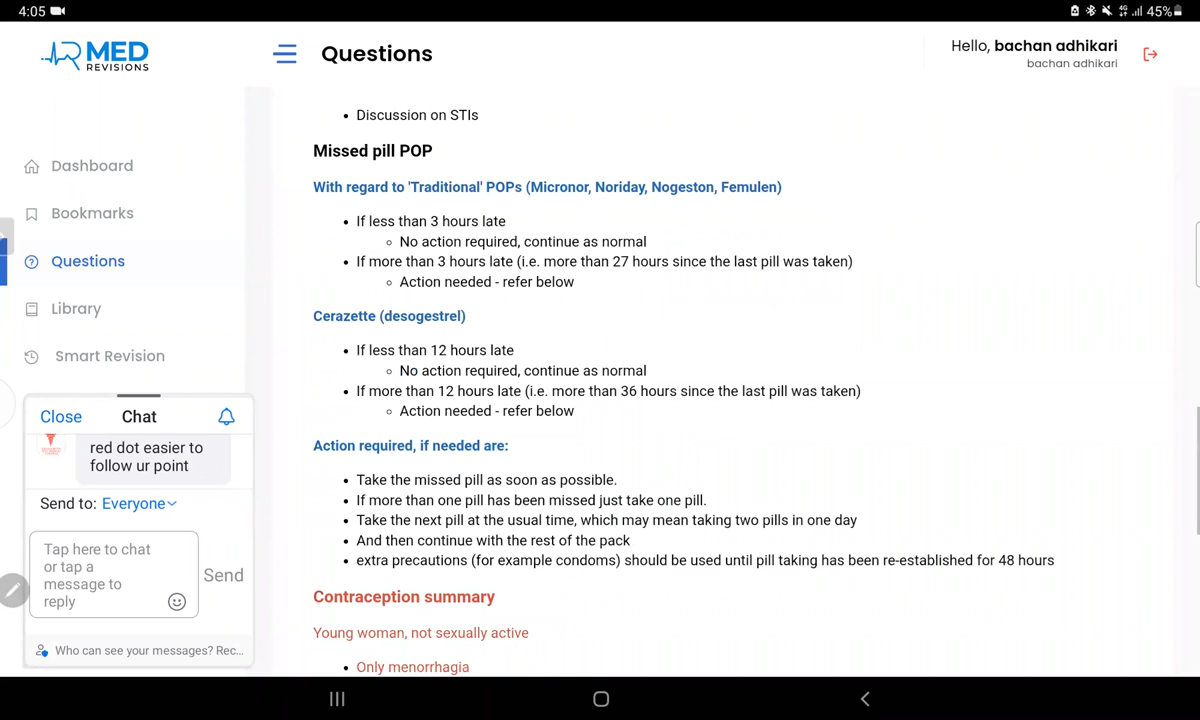 4:05
4G 45%
MED
REVISIONS
Questions
Hello, bachan adhikari
bachan adhikari
Dashboard
Bookmarks
Questions
Library
Smart Revision
Close Chat
red dot easier to
follow ur point
Send to: Everyone
Tap here to chat
or tap a
message to
reply
Send
Who can see your messages? Rec...
• Discussion on STIs
Missed pill POP
With regard to 'Traditional' POPs (Micronor, Noriday, Nogeston, Femulen)
• If less than 3 hours late
◦ No action required, continue as normal
• If more than 3 hours late (i.e. more than 27 hours since the last pill was taken)
◦ Action needed - refer below
Cerazette (desogestrel)
• If less than 12 hours late
◦ No action required, continue as normal
• If more than 12 hours late (i.e. more than 36 hours since the last pill was taken)
◦ Action needed - refer below
Action required, if needed are:
• Take the missed pill as soon as possible.
• If more than one pill has been missed just take one pill.
• Take the next pill at the usual time, which may mean taking two pills in one day
• And then continue with the rest of the pack
• extra precautions (for example condoms) should be used until pill taking has been re-established for 48 hours
Contraception summary
Young woman, not sexually active
• Only menorrhagia